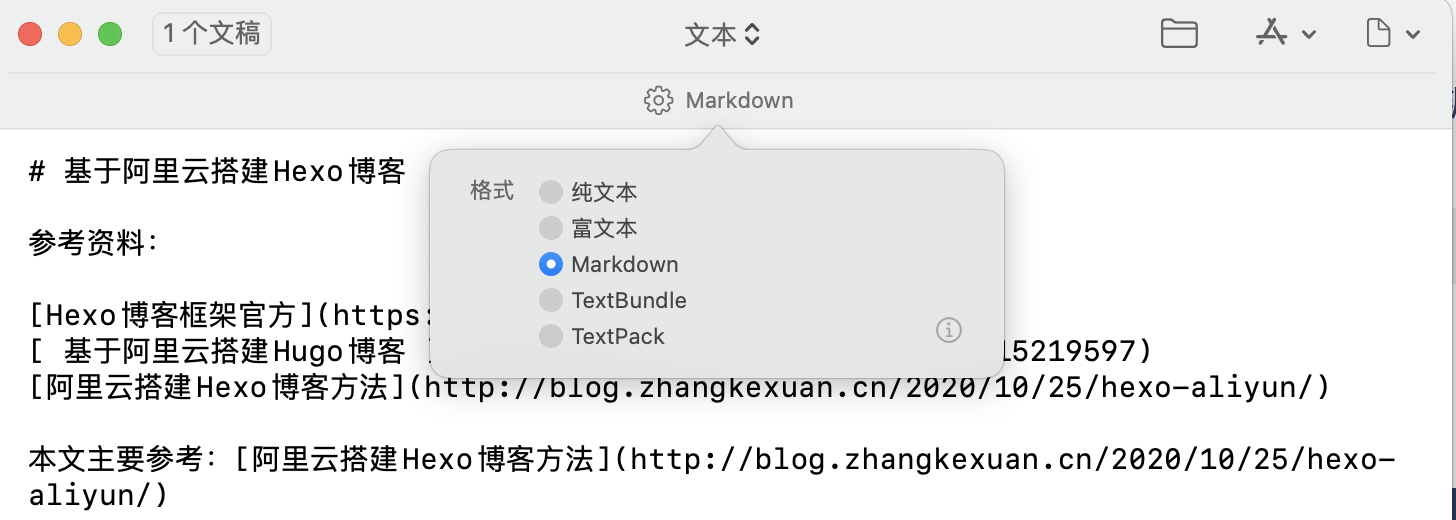 1 个文稿
文本
Markdown
# 基于阿里云搭建Hexo博客
格式
纯文本
富文本
Markdown
TextBundle
TextPack
参考资料：
[Hexo博客框架官方](https:
[ 基于阿里云搭建Hugo博客 15219597)
[阿里云搭建Hexo博客方法](http://blog.zhangkexuan.cn/2020/10/25/hexo-aliyun/)
本文主要参考：[阿里云搭建Hexo博客方法](http://blog.zhangkexuan.cn/2020/10/25/hexo-
aliyun/)